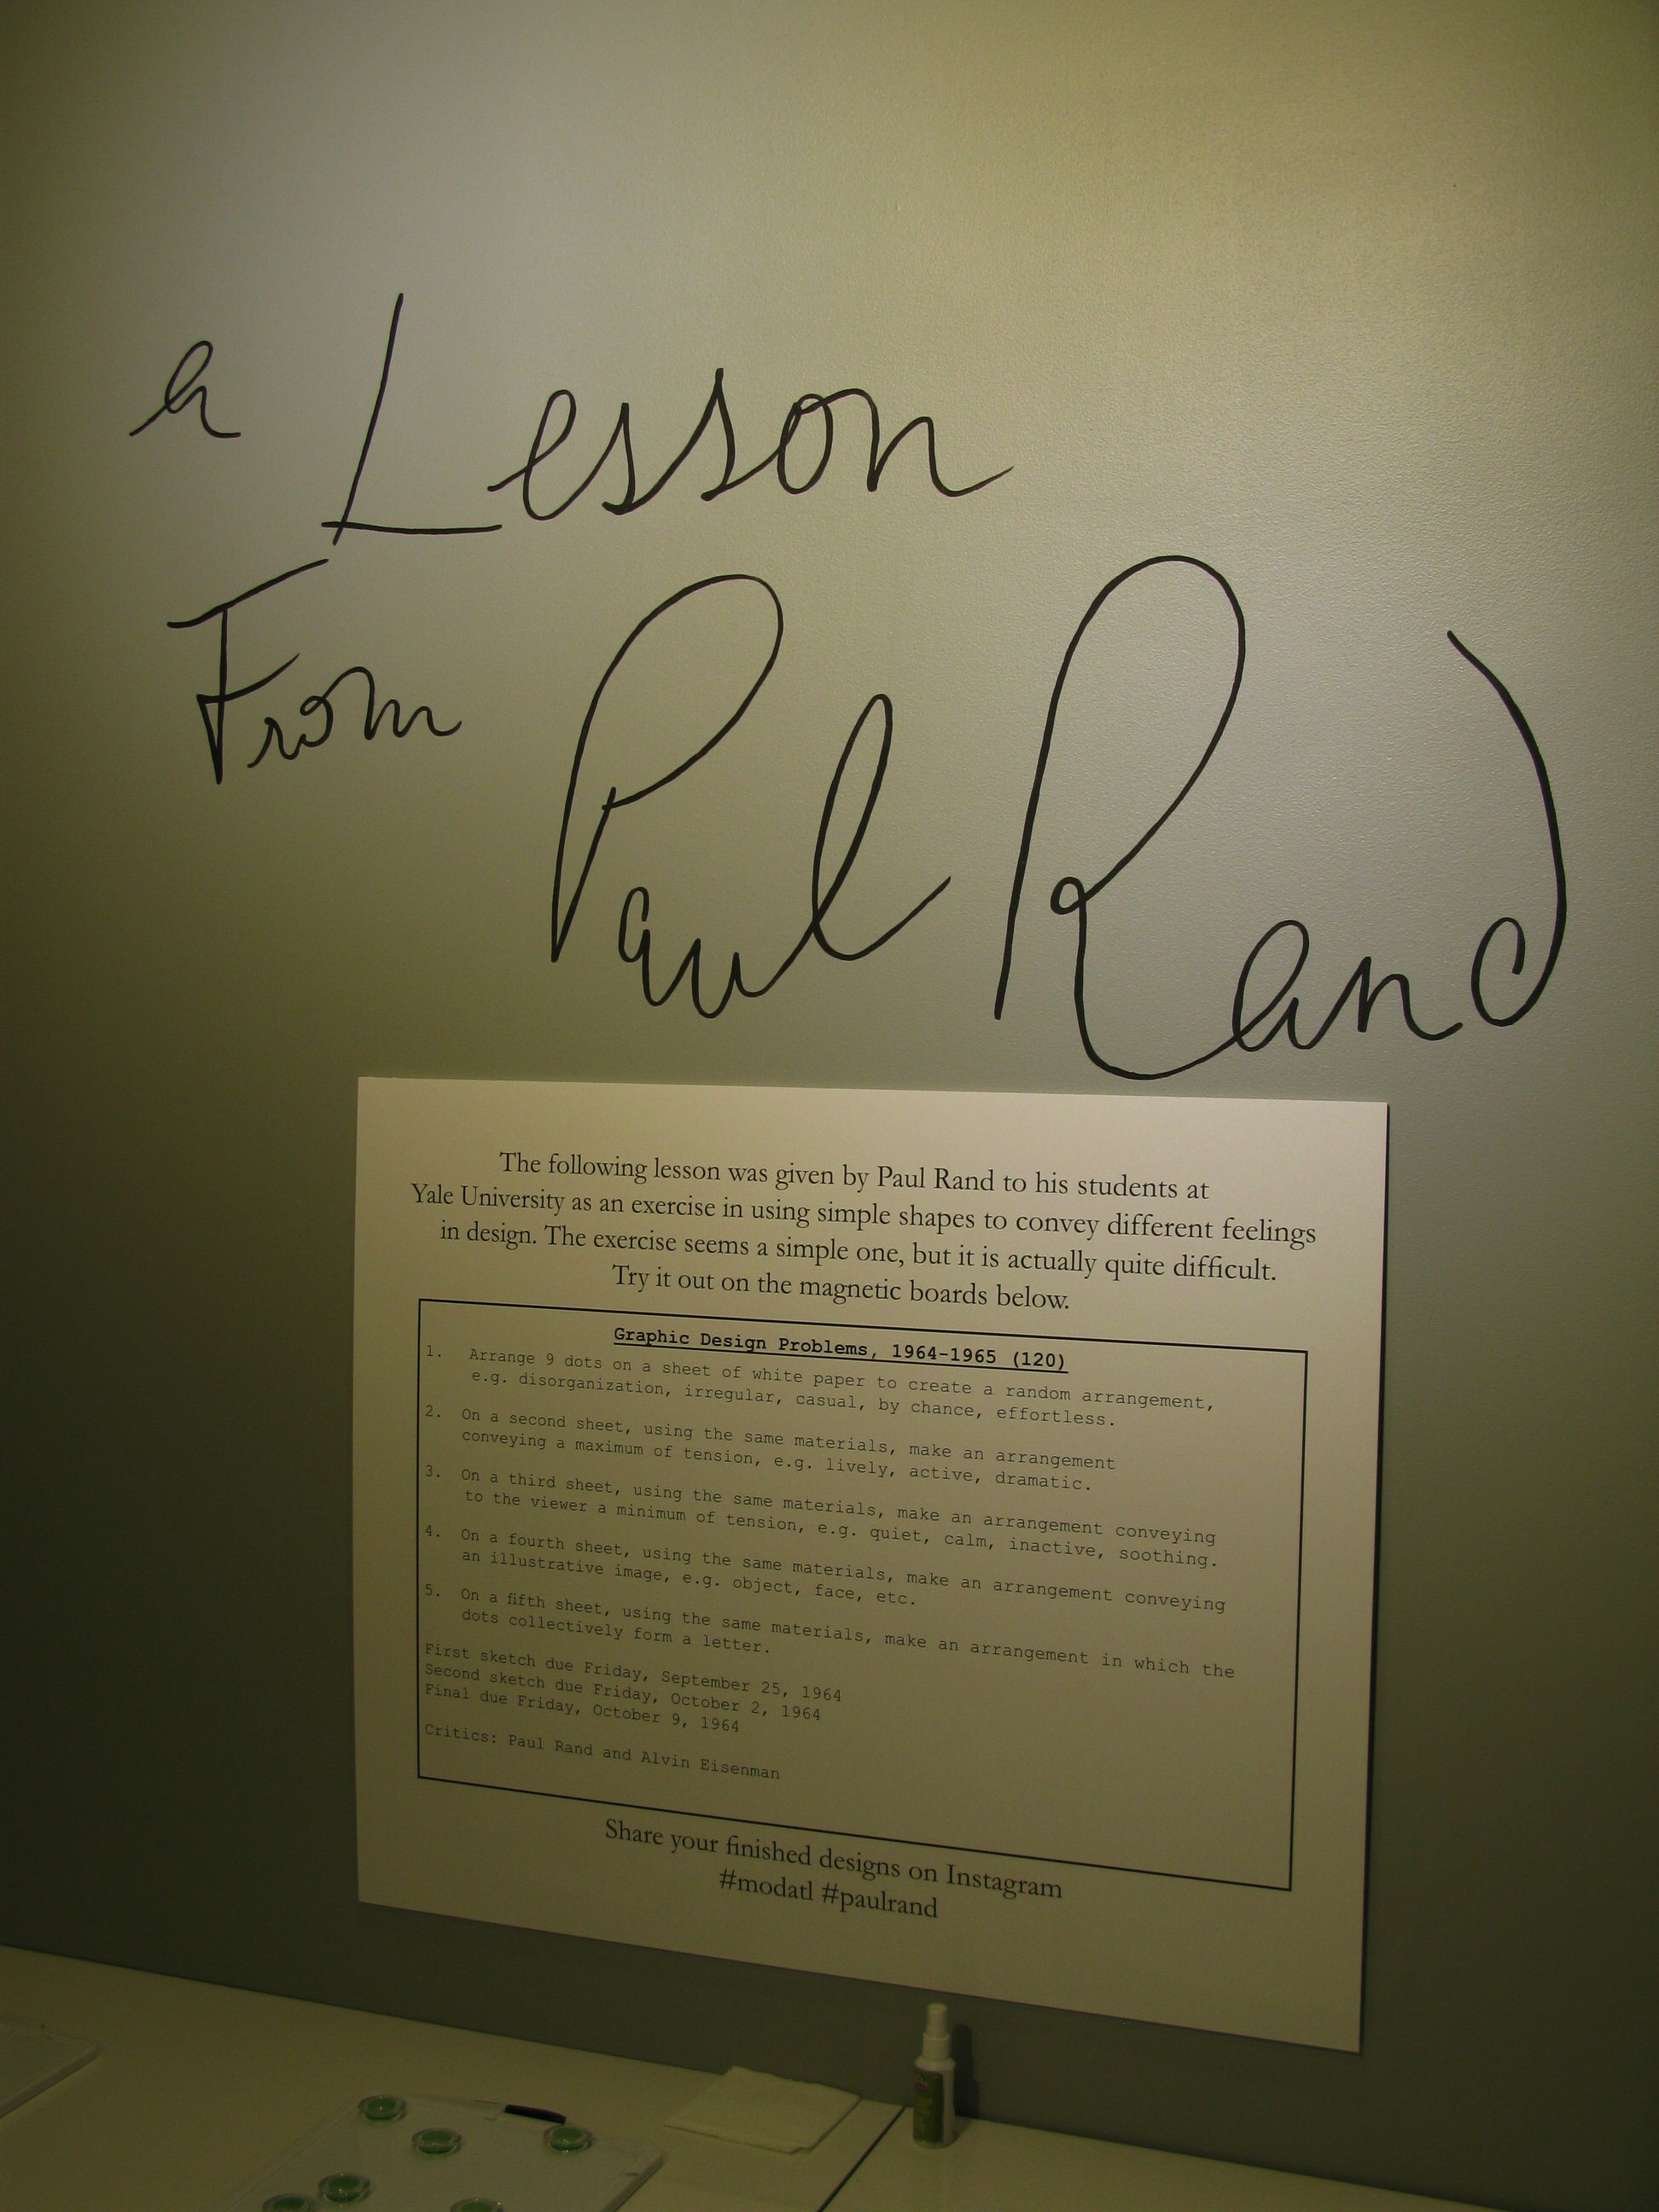 a Lesson
From Paul Rand
The following lesson was given by Paul Rand to his students at
Yale University as an exercise in using simple shapes to convey different feelings
in design. The exercise seems a simple one, but it is actually quite difficult.
Try it out on the magnetic boards below.
Graphic Design Problems, 1964-1965 (120)
1. Arrange 9 dots on a sheet of white paper to create a random arrangement,
e.g. disorganization, irregular, casual, by chance, effortless.
2. On a second sheet, using the same materials, make an arrangement
conveying a maximum of tension, e.g. lively, active, dramatic.
3. On a third sheet, using the same materials, make an arrangement conveying
to the viewer a minimum of tension, e.g. quiet, calm, inactive, soothing.
4. On a fourth sheet, using the same materials, make an arrangement conveying
an illustrative image, e.g. object, face, etc.
5. On a fifth sheet, using the same materials, make an arrangement in which the
dots collectively form a letter.
First sketch due Friday, September 25, 1964
Second sketch due Friday, October 2, 1964
Final due Friday, October 9, 1964
Critics: Paul Rand and Alvin Eisenman
Share your finished designs on Instagram
#modatl #paulrand